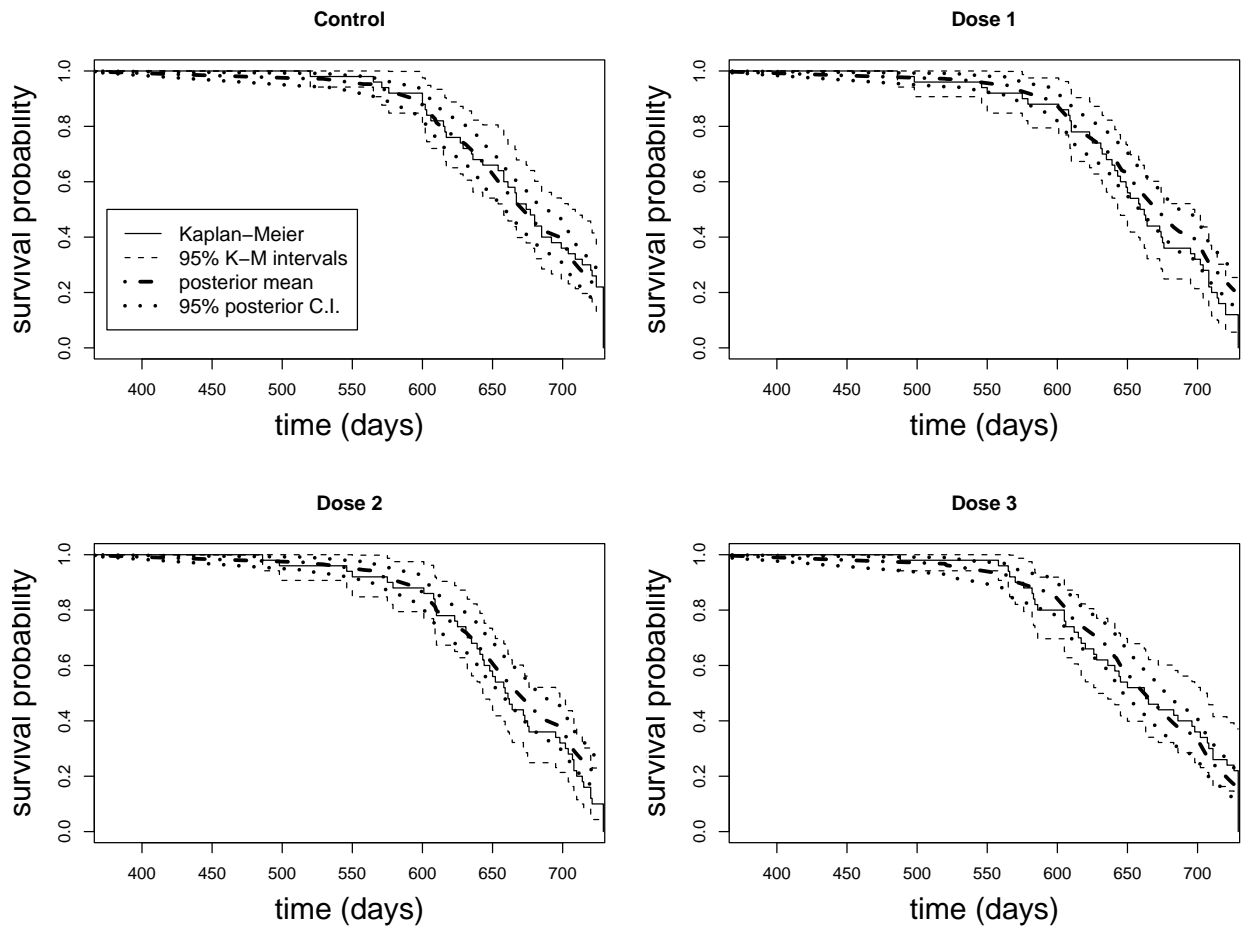 Control
survival probability
1.0
0.8
0.6
0.4
0.2
0.0
Kaplan−Meier
95% K−M intervals
posterior mean
95% posterior C.I.
400 450 500 550 600 650 700
time (days)
Dose 1
survival probability
1.0
0.8
0.6
0.4
0.2
0.0
400 450 500 550 600 650 700
time (days)
Dose 2
survival probability
1.0
0.8
0.6
0.4
0.2
0.0
400 450 500 550 600 650 700
time (days)
Dose 3
survival probability
1.0
0.8
0.6
0.4
0.2
0.0
400 450 500 550 600 650 700
time (days)